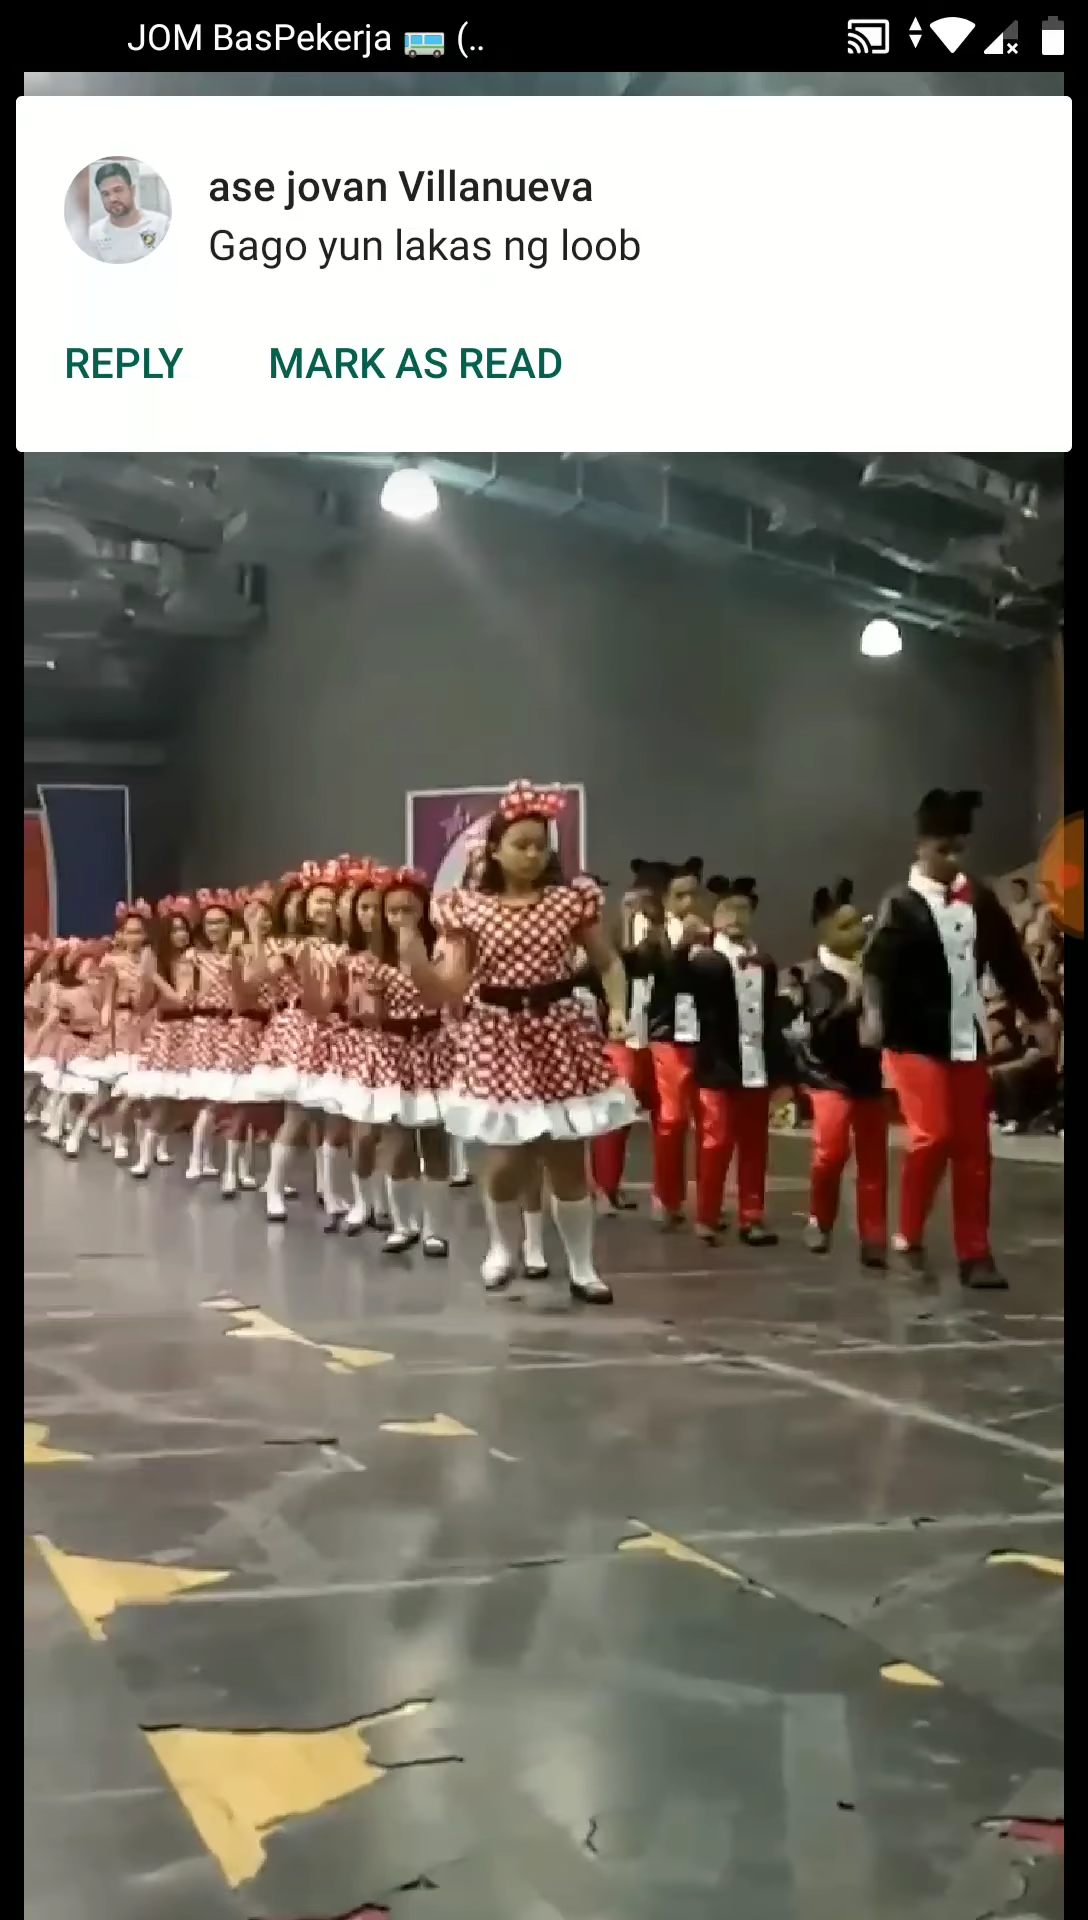 JOM BasPekerja 🚌 (..
ase jovan Villanueva
Gago yun lakas ng loob
REPLY MARK AS READ